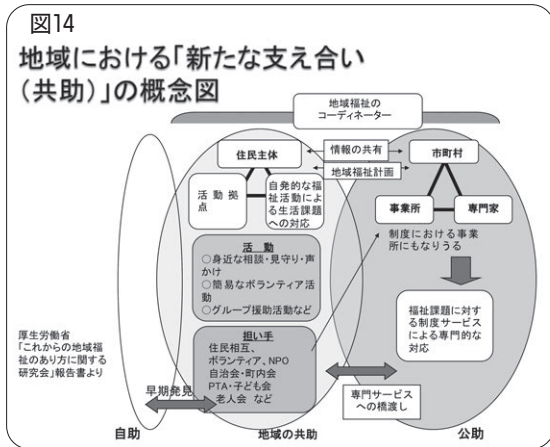 図14
地域における「新たな支え合い
（共助）」の概念図
地域福祉の
コーディネーター
住民主体
情報の共有
市町村
地域福祉計画
活動拠
点
自発的な福
祉活動によ
る生活課題
への対応
事業所
専門家
制度における事業
所にもなりうる
活 動
○身近な相談・見守り・声
かけ
○簡易なボランティア活
動
○グループ援助活動など
福祉課題に対
する制度サービス
による専門的な
対応
担い手
住民相互、
ボランティア、NPO
自治会・町内会
PTA・子ども会
老人会 など
厚生労働省
「これからの地域福
祉のあり方に関する
研究会」報告書より
早期発見
専門サービス
への橋渡し
自助
地域の共助
公助